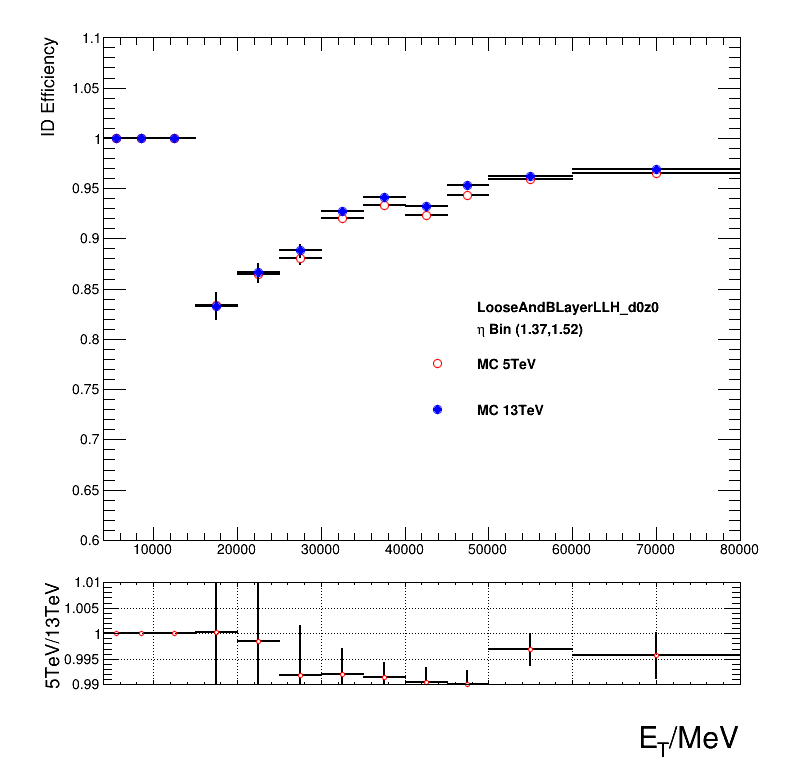 ID Efficiency
1.1
1.05
1
0.95
0.9
0.85
0.8
0.75
0.7
0.65
0.6
LooseAndBLayerLLH_d0z0
η Bin (1.37,1.52)
MC 5TeV
MC 13TeV
10000 20000 30000 40000 50000 60000 70000 80000
5TeV/13TeV
1.01
1.005
1
0.995
0.99
E_T/MeV